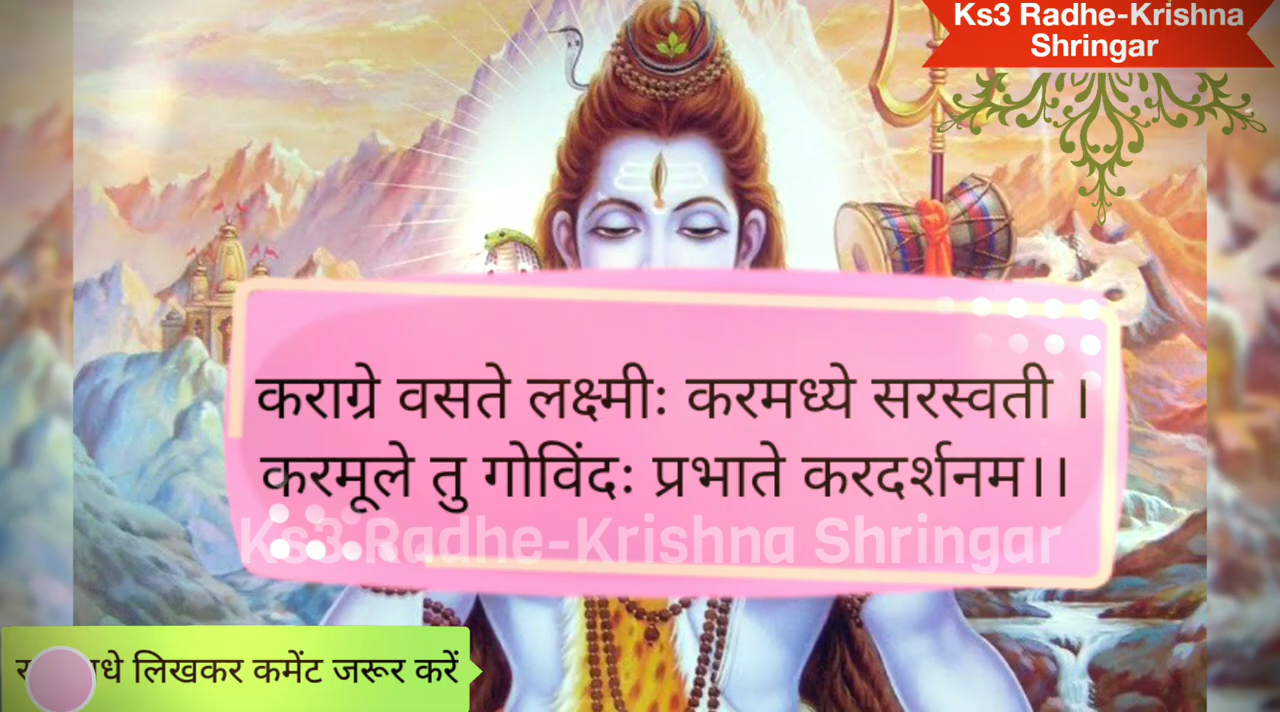 Ks3 Radhe-Krishna
Shringar
कराग्रे वसते लक्ष्मीः करमध्ये सरस्वती ।
करमूले तु गोविंदः प्रभाते करदर्शनम।।
Ks3 Radhe-Krishna Shringar
लिखकर कमेंट जरूर करें